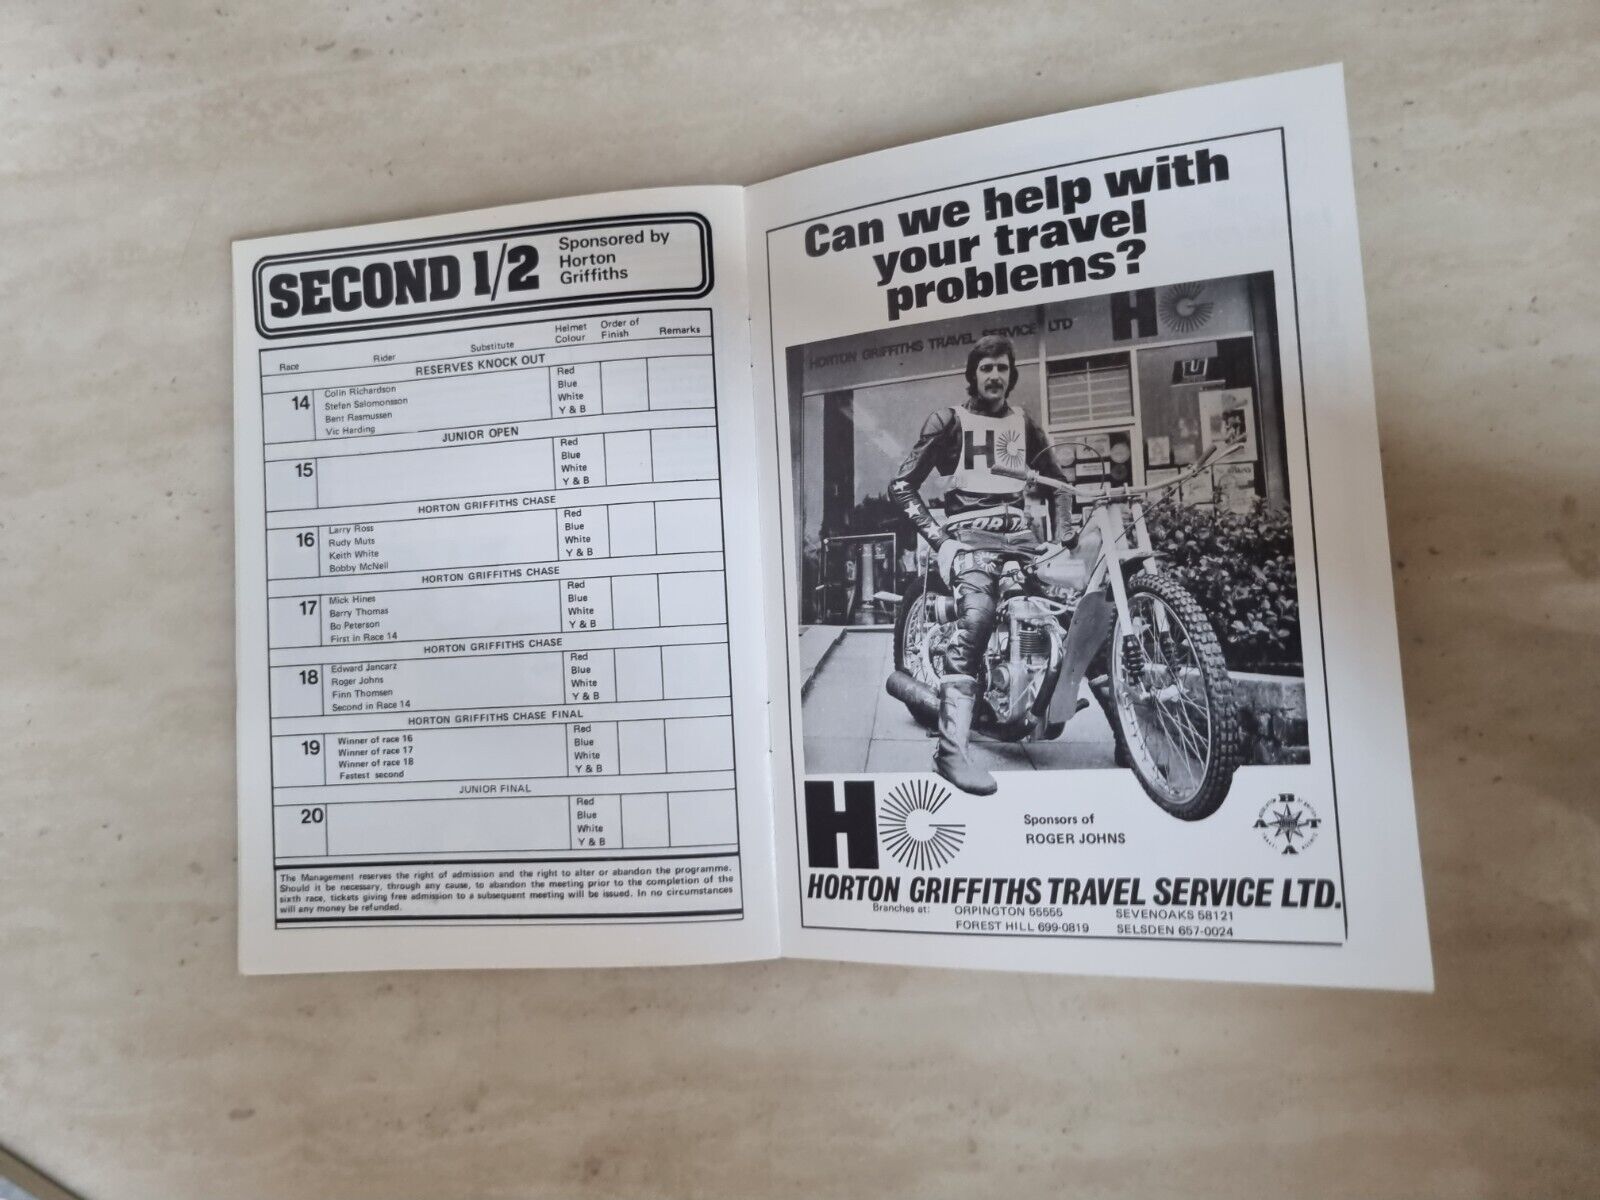 SECOND 1/2
Sponsored by
Horton
Griffiths
Race Rider Substitute Helmet Colour Order of Finish Remarks
RESERVES KNOCK OUT
14
Colin Richardson Red
Stefan Salomonsson Blue
Bent Rasmussen White
Vic Harding Y & B
JUNIOR OPEN
15
Red
Blue
White
Y & B
HORTON GRIFFITHS CHASE
16
Larry Ross Red
Rudy Muts Blue
Keith White White
Bobby McNeil Y & B
HORTON GRIFFITHS CHASE
17
Mick Hines Red
Barry Thomas Blue
Bo Peterson White
First in Race 14 Y & B
HORTON GRIFFITHS CHASE
18
Edward Jancarz Red
Roger Johns Blue
Finn Thomsen White
Second in Race 14 Y & B
HORTON GRIFFITHS CHASE FINAL
19
Winner of race 16 Red
Winner of race 17 Blue
Winner of race 18 White
Fastest second Y & B
JUNIOR FINAL
20
Red
Blue
White
Y & B
The Management reserves the right of admission and the right to alter or abandon the programme.
Should it be necessary, through any cause, to abandon the meeting prior to the completion of the
sixth race, tickets giving free admission to a subsequent meeting will be issued. In no circumstances
will any money be refunded.
Can we help with
your travel
problems?
HORTON GRIFFITHS TRAVEL SERVICE LTD
H G
H G
HG
Sponsors of
ROGER JOHNS
A B T A
HORTON GRIFFITHS TRAVEL SERVICE LTD.
Branches at: ORPINGTON 55555 SEVENOAKS 58121
FOREST HILL 699-0819 SELSDEN 657-0024